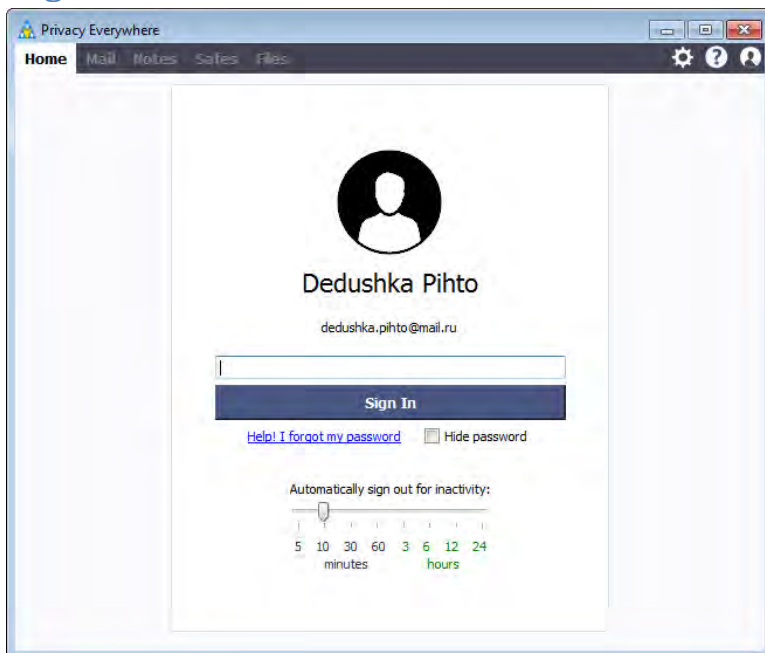 Privacy Everywhere
Home Mail Notes Safes Files
Dedushka Pihto
dedushka.pihto@mail.ru
Sign In
Help! I forgot my password Hide password
Automatically sign out for inactivity:
5 10 30 60 3 6 12 24
minutes hours